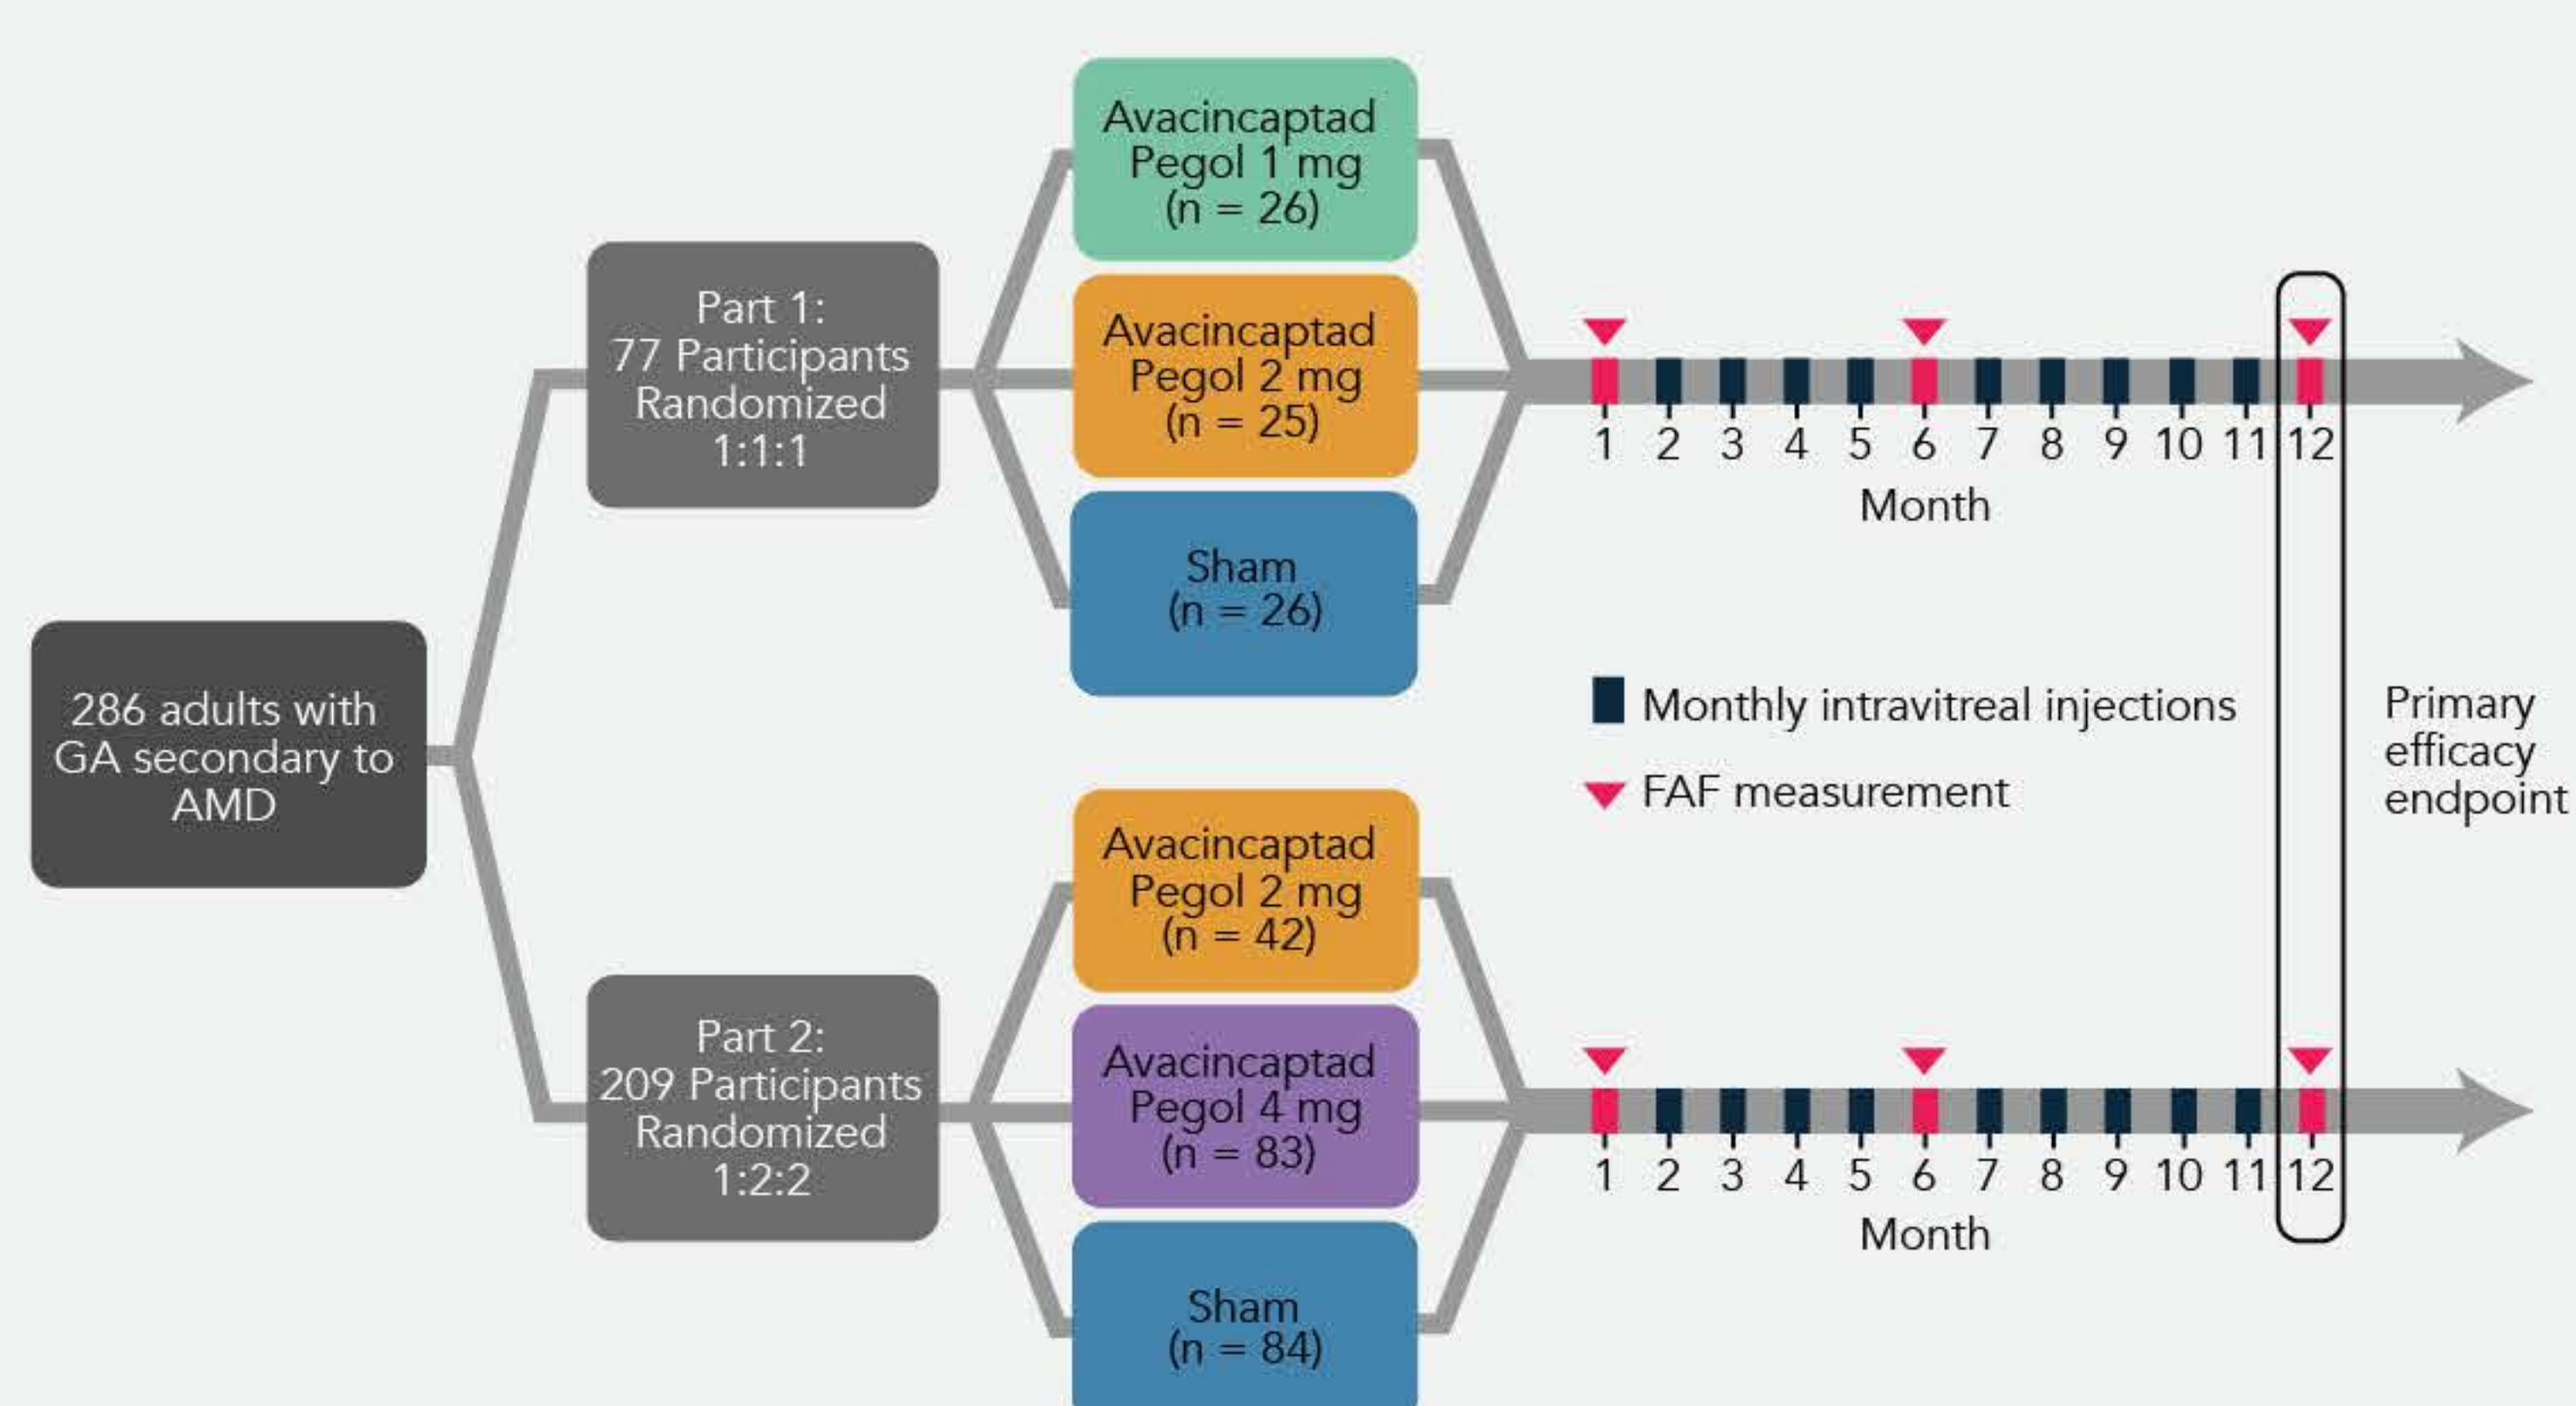 286 adults with
GA secondary to
AMD
Part 1:
77 Participants
Randomized
1:1:1
Avacincaptad
Pegol 1 mg
(n = 26)
Avacincaptad
Pegol 2 mg
(n = 25)
Sham
(n = 26)
1 2 3 4 5 6 7 8 9 10 11 12
Month
Monthly intravitreal injections
FAF measurement
Primary
efficacy
endpoint
Part 2:
209 Participants
Randomized
1:2:2
Avacincaptad
Pegol 2 mg
(n = 42)
Avacincaptad
Pegol 4 mg
(n = 83)
Sham
(n = 84)
1 2 3 4 5 6 7 8 9 10 11 12
Month